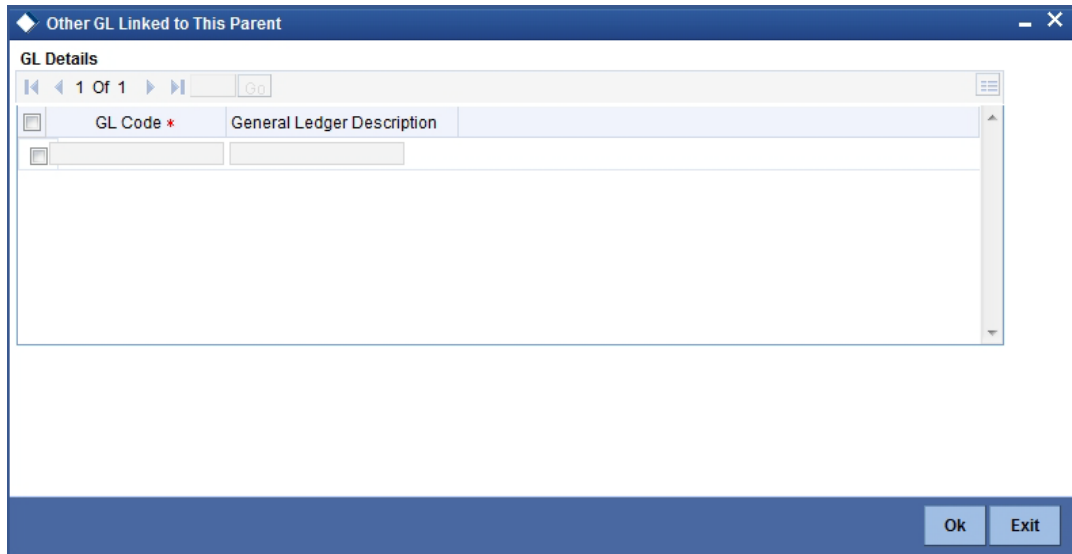 Other GL Linked to This Parent
GL Details
1 Of 1 Go
GL Code * General Ledger Description
Ok Exit